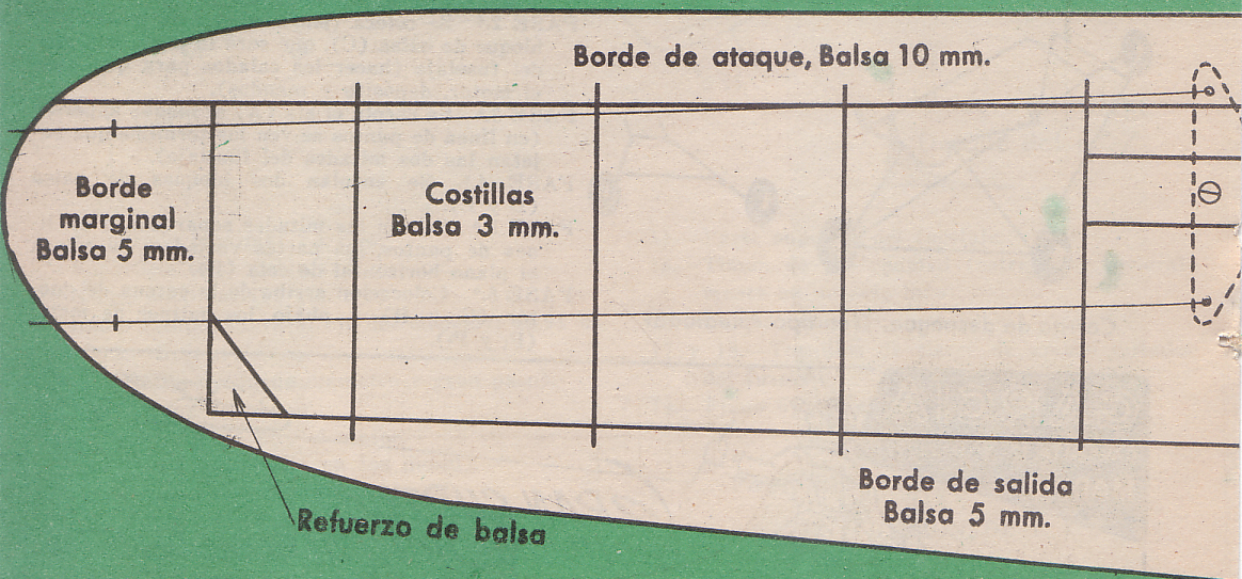 Borde de ataque, Balsa 10 mm.
Borde
marginal
Balsa 5 mm.
Costillas
Balsa 3 mm.
Borde de salida
Balsa 5 mm.
Refuerzo de balsa